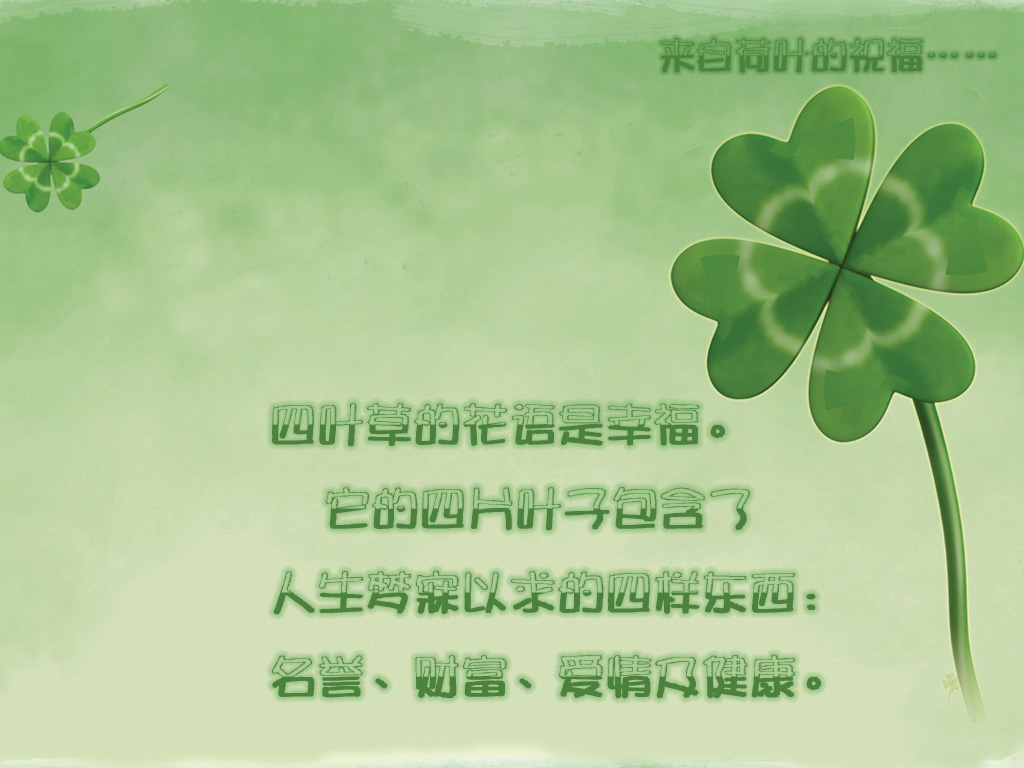 来自荷叶的祝福……
四叶草的花语是幸福。
它的四片叶子包含了
人生梦寐以求的四样东西：
名誉、财富、爱情及健康。